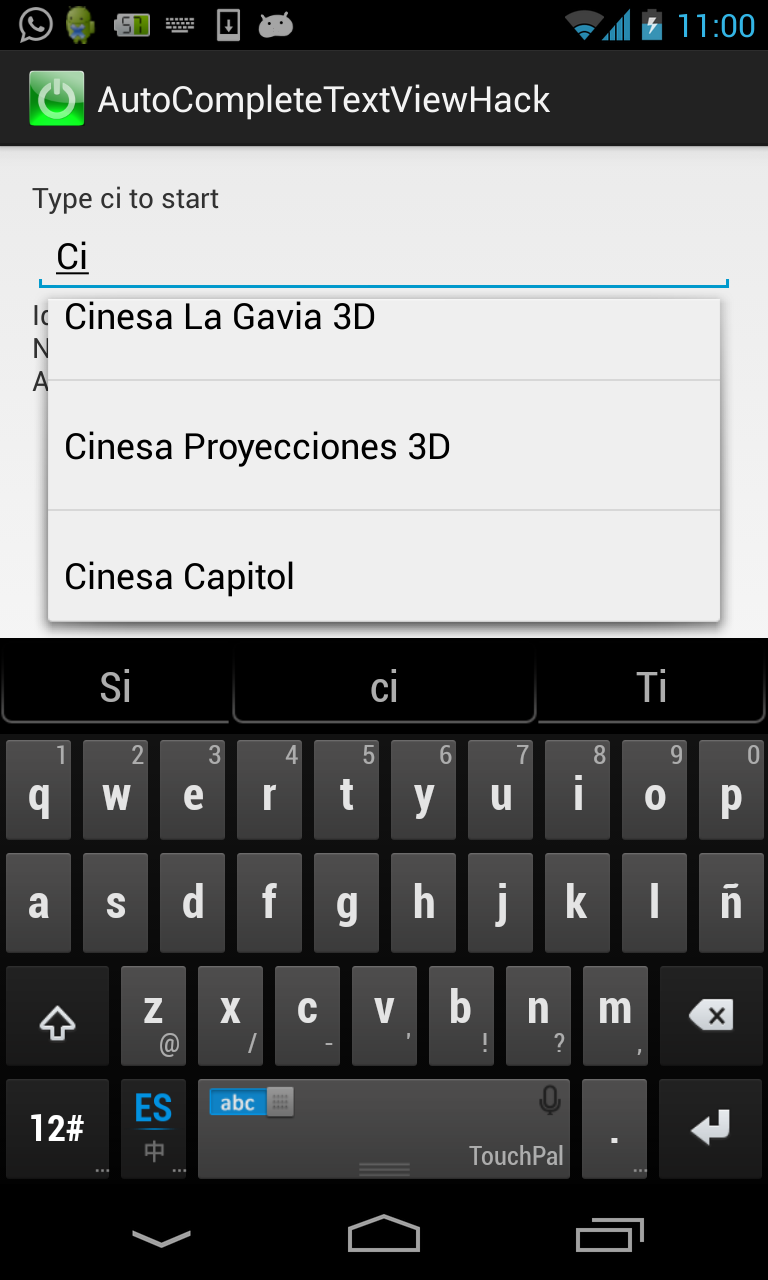 11:00
AutoCompleteTextViewHack
Type ci to start
Ci
Cinesa La Gavia 3D
N
A
Cinesa Proyecciones 3D
Cinesa Capitol
Si ci Ti
1 2 3 4 5 6 7 8 9 0
q w e r t y u i o p
a s d f g h j k l ñ
z x c v b n m
@ / - ' ! ? ,
12# ES abc .
中 TouchPal